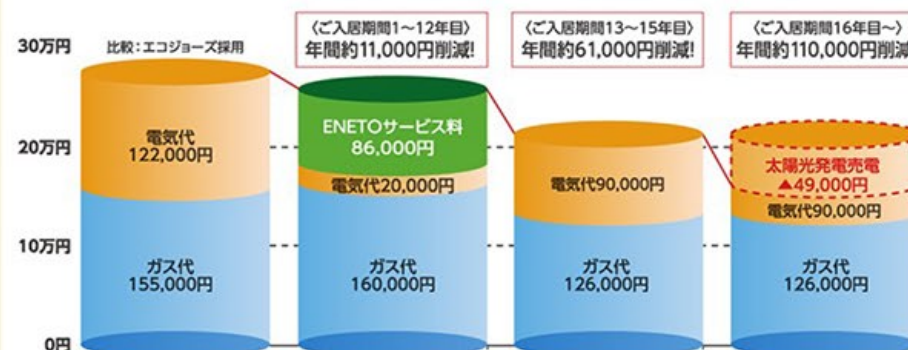 〈ご入居期間1〜12年目〉
年間約11,000円削減!
〈ご入居期間13〜15年目〉
年間約61,000円削減!
〈ご入居期間16年目〜〉
年間約110,000円削減
30万円
比較：エコジョーズ採用
20万円
10万円
0円
電気代
122,000円
ガス代
155,000円
ENETOサービス料
86,000円
電気代20,000円
ガス代
160,000円
電気代90,000円
ガス代
126,000円
太陽光発電売電
▲49,000円
電気代90,000円
ガス代
126,000円